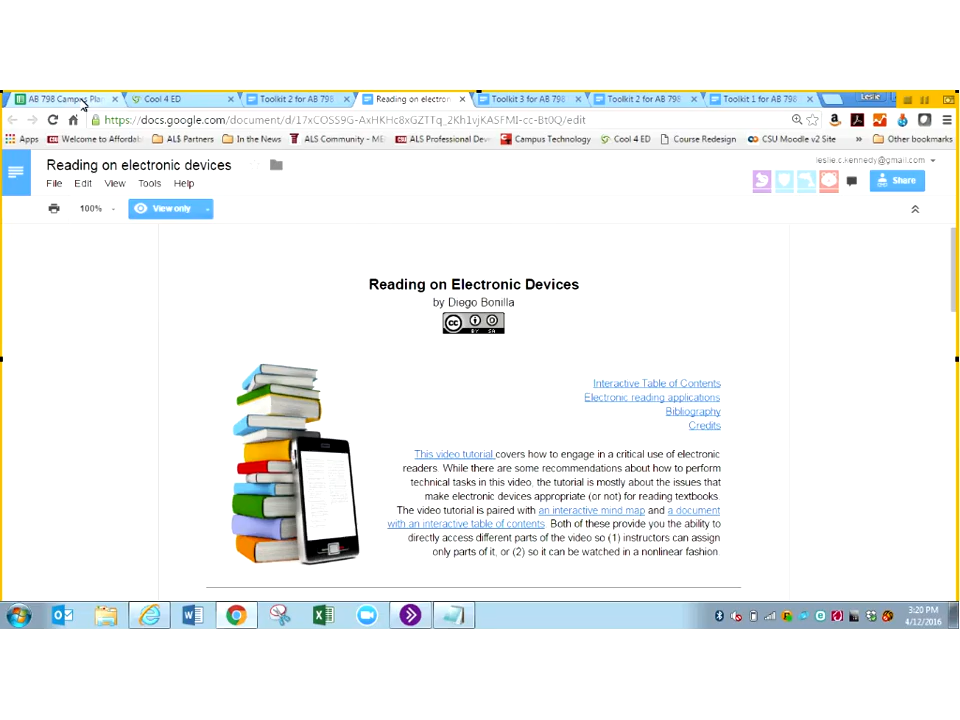 AB 798 Campus Plan
Cool 4 ED
Toolkit 2 for AB 798
Reading on electron
Toolkit 3 for AB 798
Toolkit 2 for AB 798
Toolkit 1 for AB 798
Leslie
https://docs.google.com/document/d/17xCOSS9G-AxHKHc8xGZTTq_2Kh1vjKASFMI-cc-Bt0Q/edit
Apps Welcome to Affordab ALS Partners In the News ALS Community - ME ALS Professional Dev Campus Technology Cool 4 ED Course Redesign CSU Moodle v2 Site » Other bookmarks
Reading on electronic devices
leslie.c.kennedy@gmail.com
File Edit View Tools Help
Share
100% View only
Reading on Electronic Devices
by Diego Bonilla
cc BY SA
Interactive Table of Contents
Electronic reading applications
Bibliography
Credits
This video tutorial covers how to engage in a critical use of electronic
readers. While there are some recommendations about how to perform
technical tasks in this video, the tutorial is mostly about the issues that
make electronic devices appropriate (or not) for reading textbooks.
The video tutorial is paired with an interactive mind map and a document
with an interactive table of contents. Both of these provide you the ability to
directly access different parts of the video so (1) instructors can assign
only parts of it, or (2) so it can be watched in a nonlinear fashion.
3:20 PM
4/12/2016